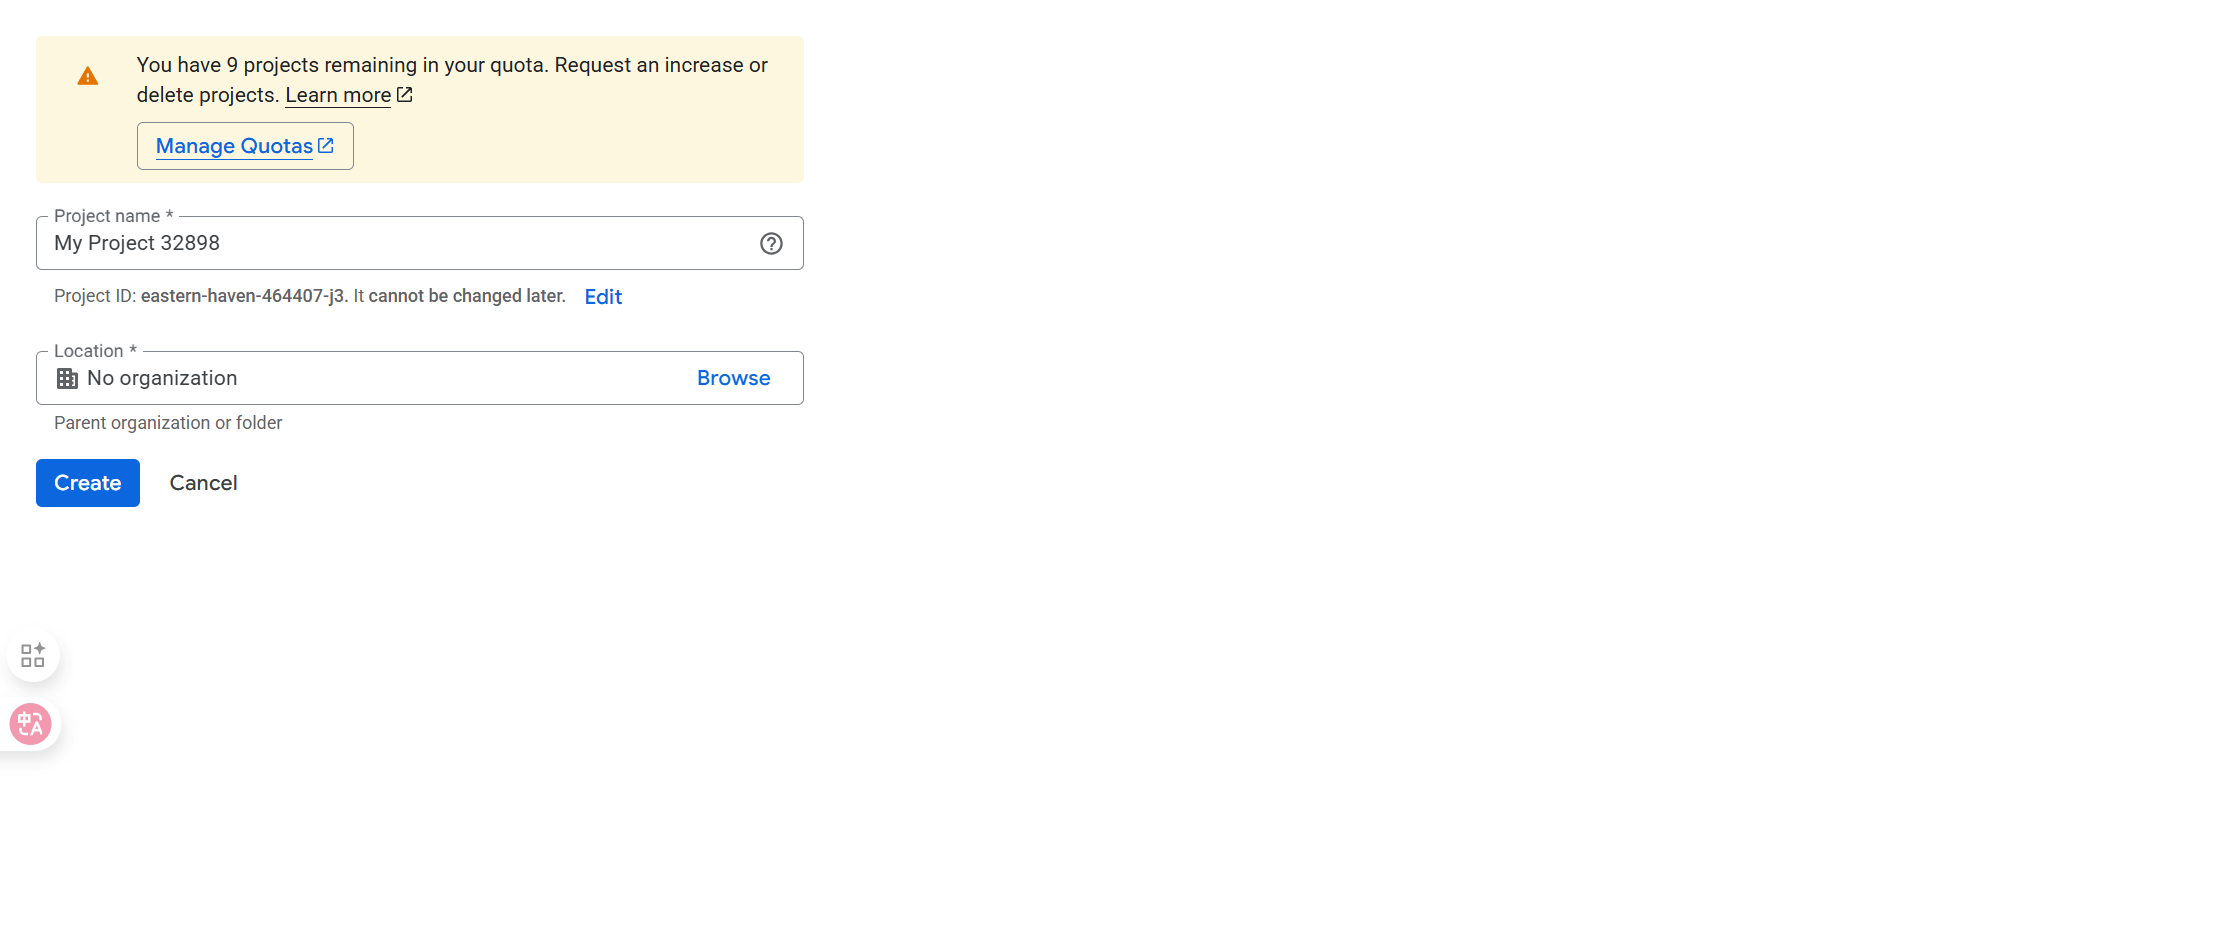 You have 9 projects remaining in your quota. Request an increase or
delete projects. Learn more
Manage Quotas
Project name *
My Project 32898
Project ID: eastern-haven-464407-j3. It cannot be changed later. Edit
Location *
No organization Browse
Parent organization or folder
Create Cancel
中A